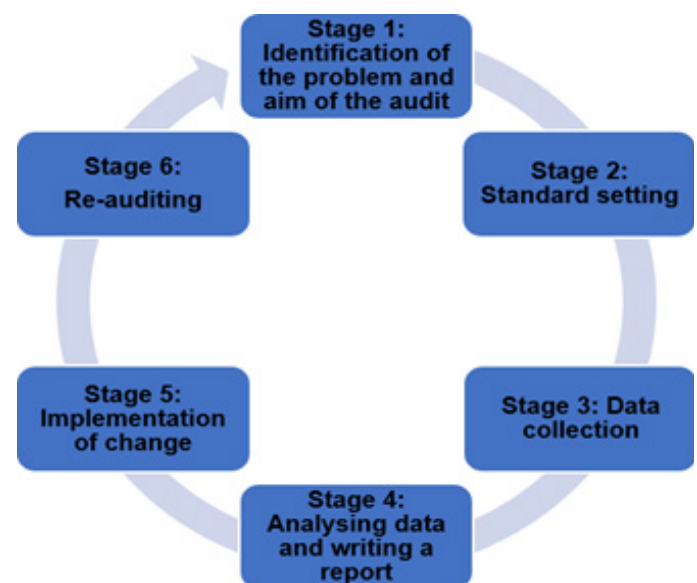 Stage 1:
Identification of
the problem and
aim of the audit
Stage 2:
Standard setting
Stage 3: Data
collection
Stage 4:
Analysing data
and writing a
report
Stage 5:
Implementation
of change
Stage 6:
Re-auditing